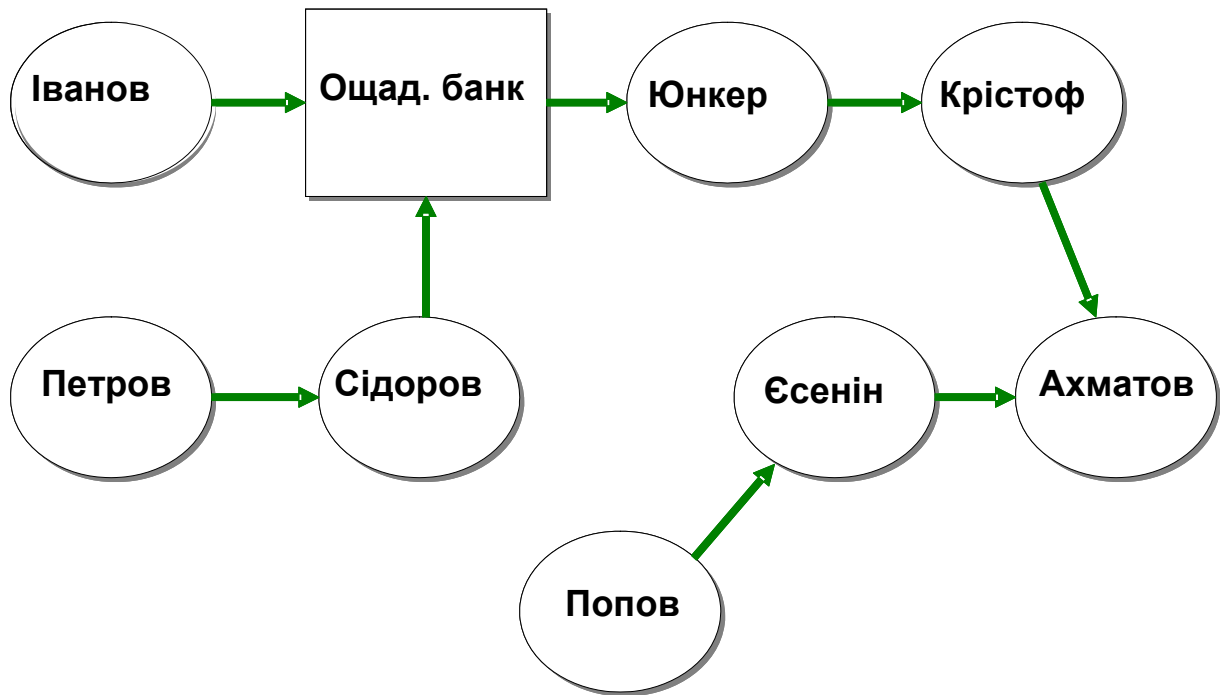 Іванов
Ощад. банк
Юнкер
Крістоф
Петров
Сідоров
Єсенін
Ахматов
Попов